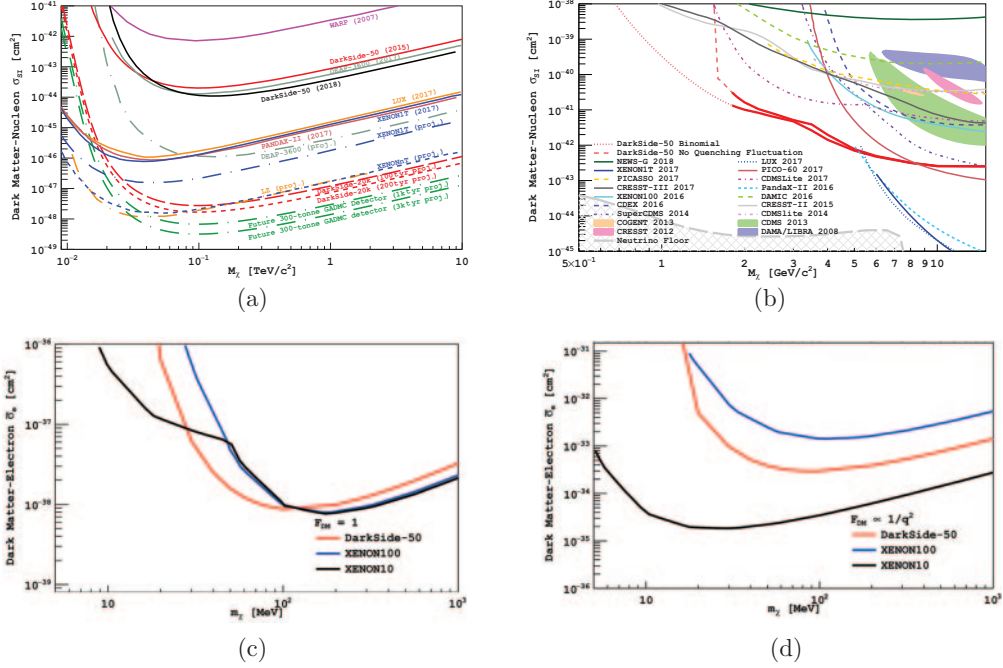 Dark Matter-Nucleon σSI [cm²]
10⁻⁴¹
10⁻⁴²
10⁻⁴³
10⁻⁴⁴
10⁻⁴⁵
10⁻⁴⁶
10⁻⁴⁷
10⁻⁴⁸
10⁻⁴⁹
WARP (2007)
DarkSide-50 (2015)
DEAP-3600 (2017)
DarkSide-50 (2018)
LUX (2017)
XENON1T (2017)
PANDAX-II (2017)
DEAP-3600 (proj.)
XENON1T (proj.)
XENONnT (proj.)
LZ (proj.)
DarkSide-20k (100tyr proj.)
DarkSide-20k (200tyr proj.)
Future 300-tonne GADMC detector (1ktyr proj.)
Future 300-tonne GADMC detector (3ktyr proj.)
10⁻² 10⁻¹ 1 10
Mχ [TeV/c²]
(a)
Dark Matter-Nucleon σSI [cm²]
10⁻³⁸
10⁻³⁹
10⁻⁴⁰
10⁻⁴¹
10⁻⁴²
10⁻⁴³
10⁻⁴⁴
10⁻⁴⁵
DarkSide-50 Binomial
DarkSide-50 No Quenching Fluctuation
NEWS-G 2018 LUX 2017
XENON1T 2017 PICO-60 2017
PICASSO 2017 CDMSLite 2017
CRESST-III 2017 PandaX-II 2016
XENON100 2016 DAMIC 2016
CDEX 2016 CRESST-II 2015
SuperCDMS 2014 CDMSlite 2014
COGENT 2013 CDMS 2013
CRESST 2012 DAMA/LIBRA 2008
Neutrino Floor
5×10⁻¹ 1 2 3 4 5 6 7 8 9 10
Mχ [GeV/c²]
(b)
Dark Matter-Electron σ̄e [cm²]
10⁻³⁶
10⁻³⁷
10⁻³⁸
10⁻³⁹
FDM = 1
DarkSide-50
XENON100
XENON10
10 10² 10³
mχ [MeV]
(c)
Dark Matter-Electron σ̄e [cm²]
10⁻³¹
10⁻³²
10⁻³³
10⁻³⁴
10⁻³⁵
10⁻³⁶
FDM ∝ 1/q²
DarkSide-50
XENON100
XENON10
10 10² 10³
mχ [MeV]
(d)